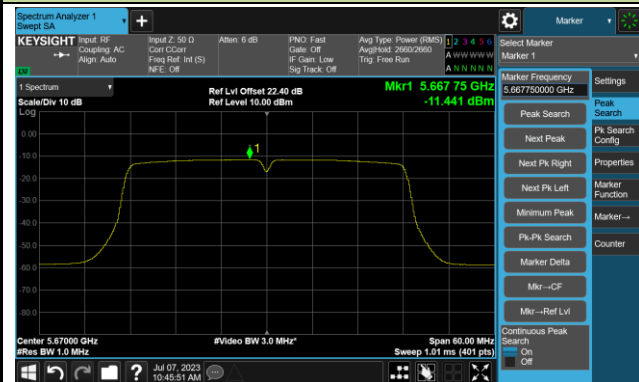 Spectrum Analyzer 1
Swept SA
Marker
KEYSIGHT
Input: RF
Coupling: AC
Align: Auto
Input Z: 50 Ω
Corr CCorr
Freq Ref: Int (S)
NFE: Off
Atten: 6 dB
PNO: Fast
Gate: Off
IF Gain: Low
Sig Track: Off
Avg Type: Power (RMS)
Avg|Hold: 2660/2660
Trig: Free Run
1 2 3 4 5 6
A W W W W W
A N N N N N
LXI
Select Marker
Marker 1
1 Spectrum
Scale/Div 10 dB
Log
Ref Lvl Offset 22.40 dB
Ref Level 10.00 dBm
Mkr1 5.667 75 GHz
-11.441 dBm
0.00
-10.0
-20.0
-30.0
-40.0
-50.0
-60.0
-70.0
-80.0
1
Center 5.67000 GHz
#Res BW 1.0 MHz
#Video BW 3.0 MHz*
Span 60.00 MHz
Sweep 1.01 ms (401 pts)
Marker Frequency
5.667750000 GHz
Peak Search
Next Peak
Next Pk Right
Next Pk Left
Minimum Peak
Pk-Pk Search
Marker Delta
Mkr→CF
Mkr→Ref Lvl
Continuous Peak
Search
On
Off
Settings
Peak
Search
Pk Search
Config
Properties
Marker
Function
Marker→
Counter
Jul 07, 2023
10:45:51 AM